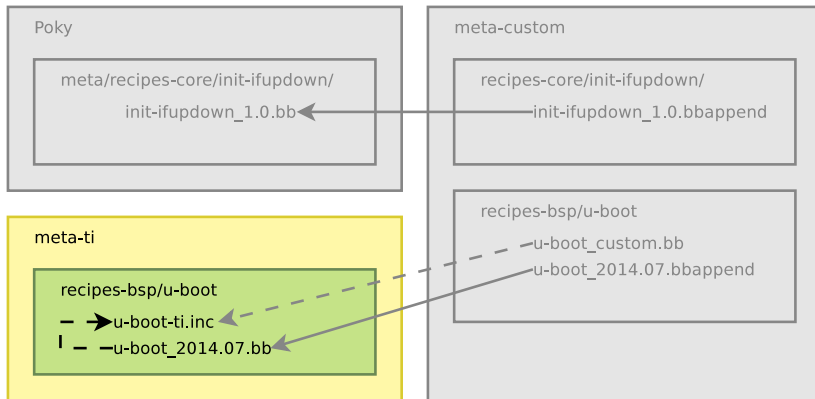 Poky
meta/recipes-core/init-ifupdown/
init-ifupdown_1.0.bb
meta-custom
recipes-core/init-ifupdown/
init-ifupdown_1.0.bbappend
recipes-bsp/u-boot
u-boot_custom.bb
u-boot_2014.07.bbappend
meta-ti
recipes-bsp/u-boot
u-boot-ti.inc
u-boot_2014.07.bb